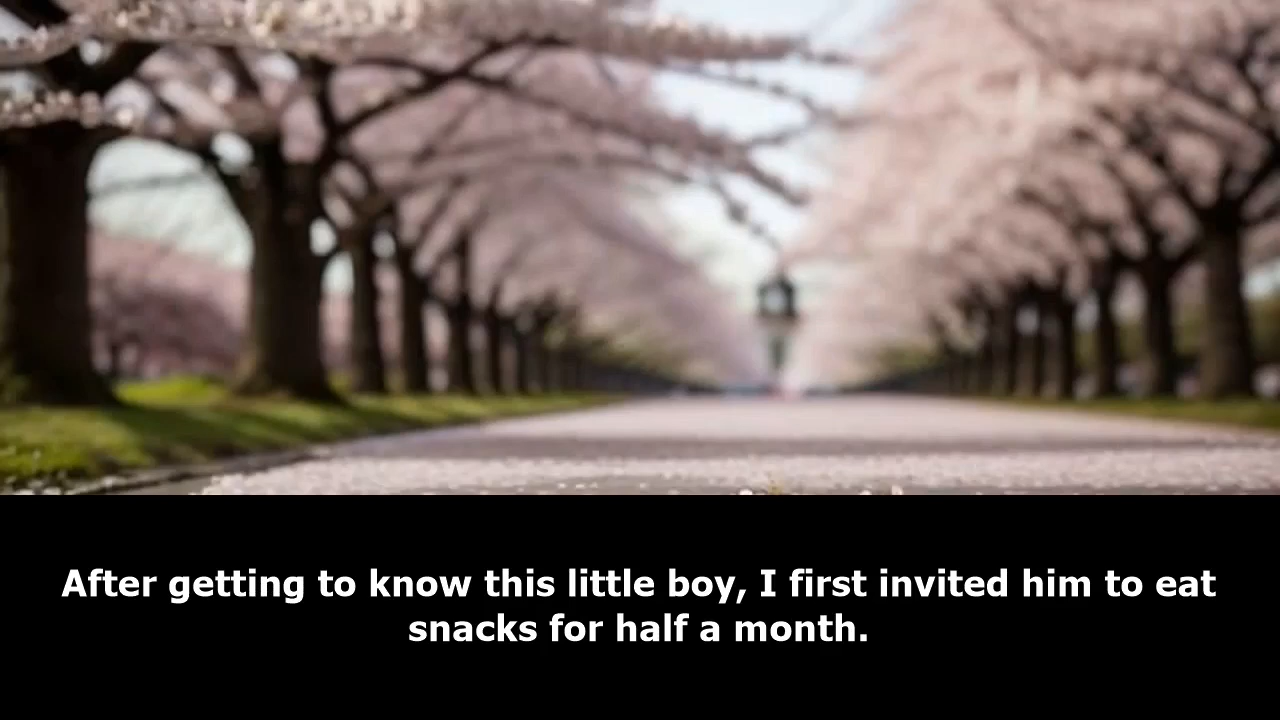 After getting to know this little boy, I first invited him to eat
snacks for half a month.